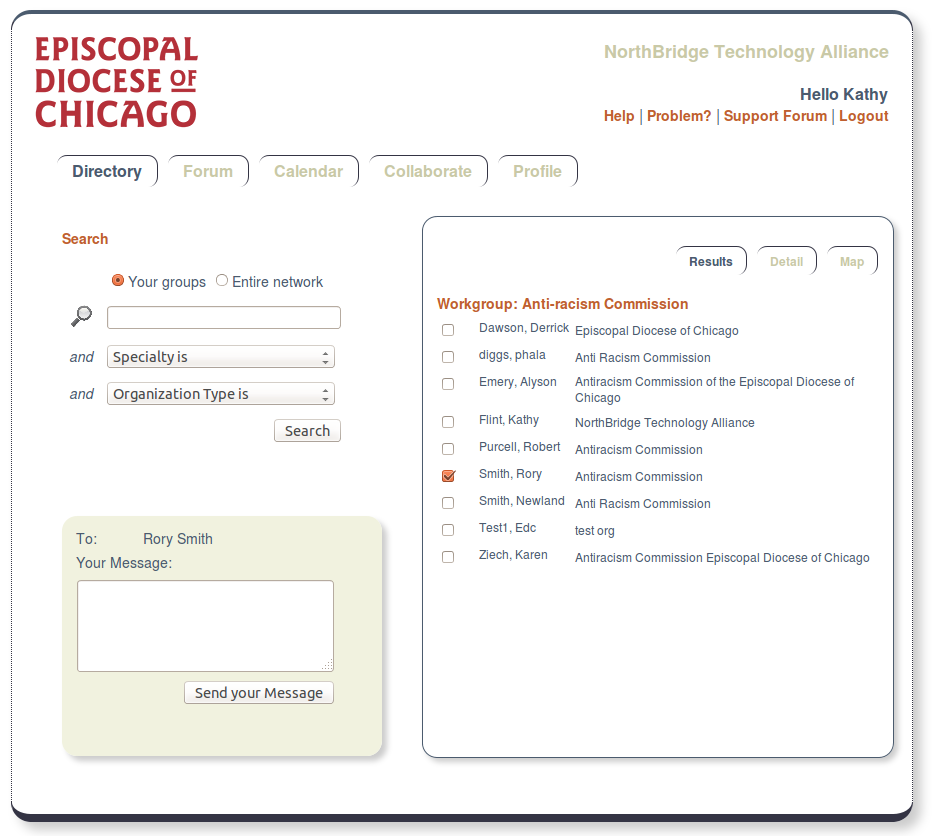 EPISCOPAL
DIOCESE OF
CHICAGO
NorthBridge Technology Alliance
Hello Kathy
Help | Problem? | Support Forum | Logout
Directory Forum Calendar Collaborate Profile
Search
Your groups Entire network
and Specialty is
and Organization Type is
Search
To: Rory Smith
Your Message:
Send your Message
Results Detail Map
Workgroup: Anti-racism Commission
Dawson, Derrick Episcopal Diocese of Chicago
diggs, phala Anti Racism Commission
Emery, Alyson Antiracism Commission of the Episcopal Diocese of
Chicago
Flint, Kathy NorthBridge Technology Alliance
Purcell, Robert Antiracism Commission
Smith, Rory Antiracism Commission
Smith, Newland Anti Racism Commission
Test1, Edc test org
Ziech, Karen Antiracism Commission Episcopal Diocese of Chicago